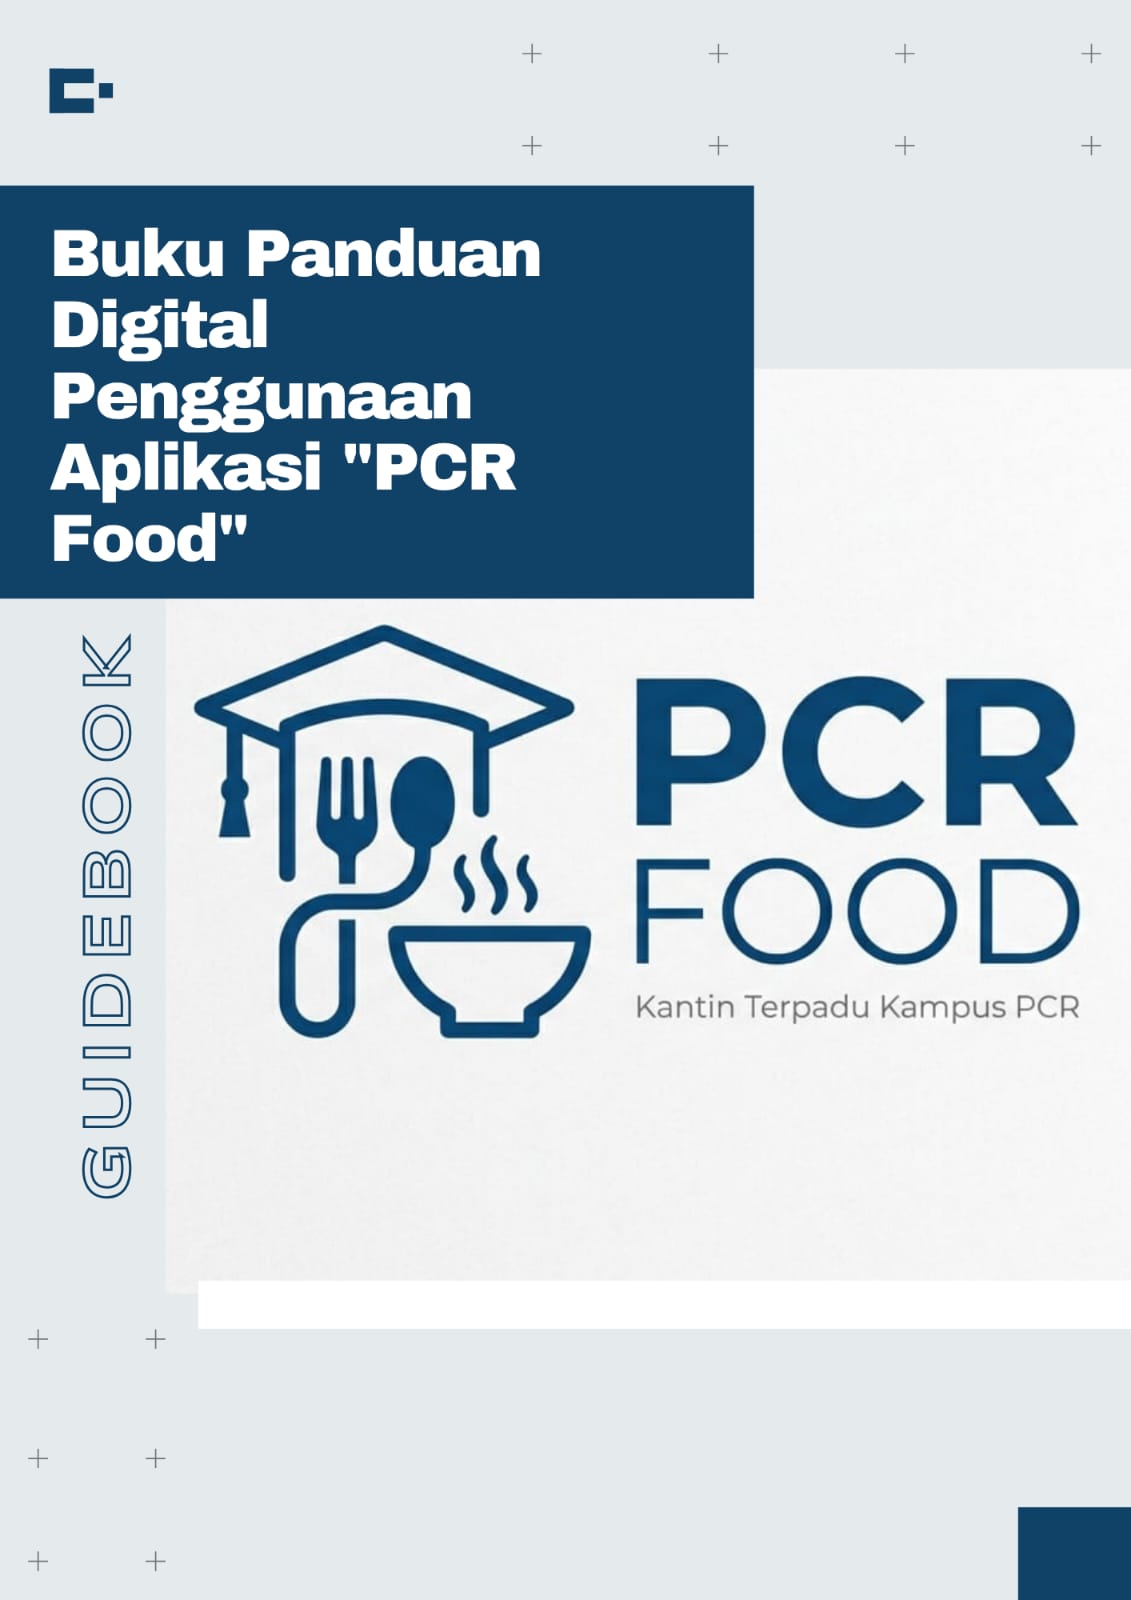 Buku Panduan
Digital
Penggunaan
Aplikasi "PCR
Food"
GUIDEBOOK
PCR
FOOD
Kantin Terpadu Kampus PCR